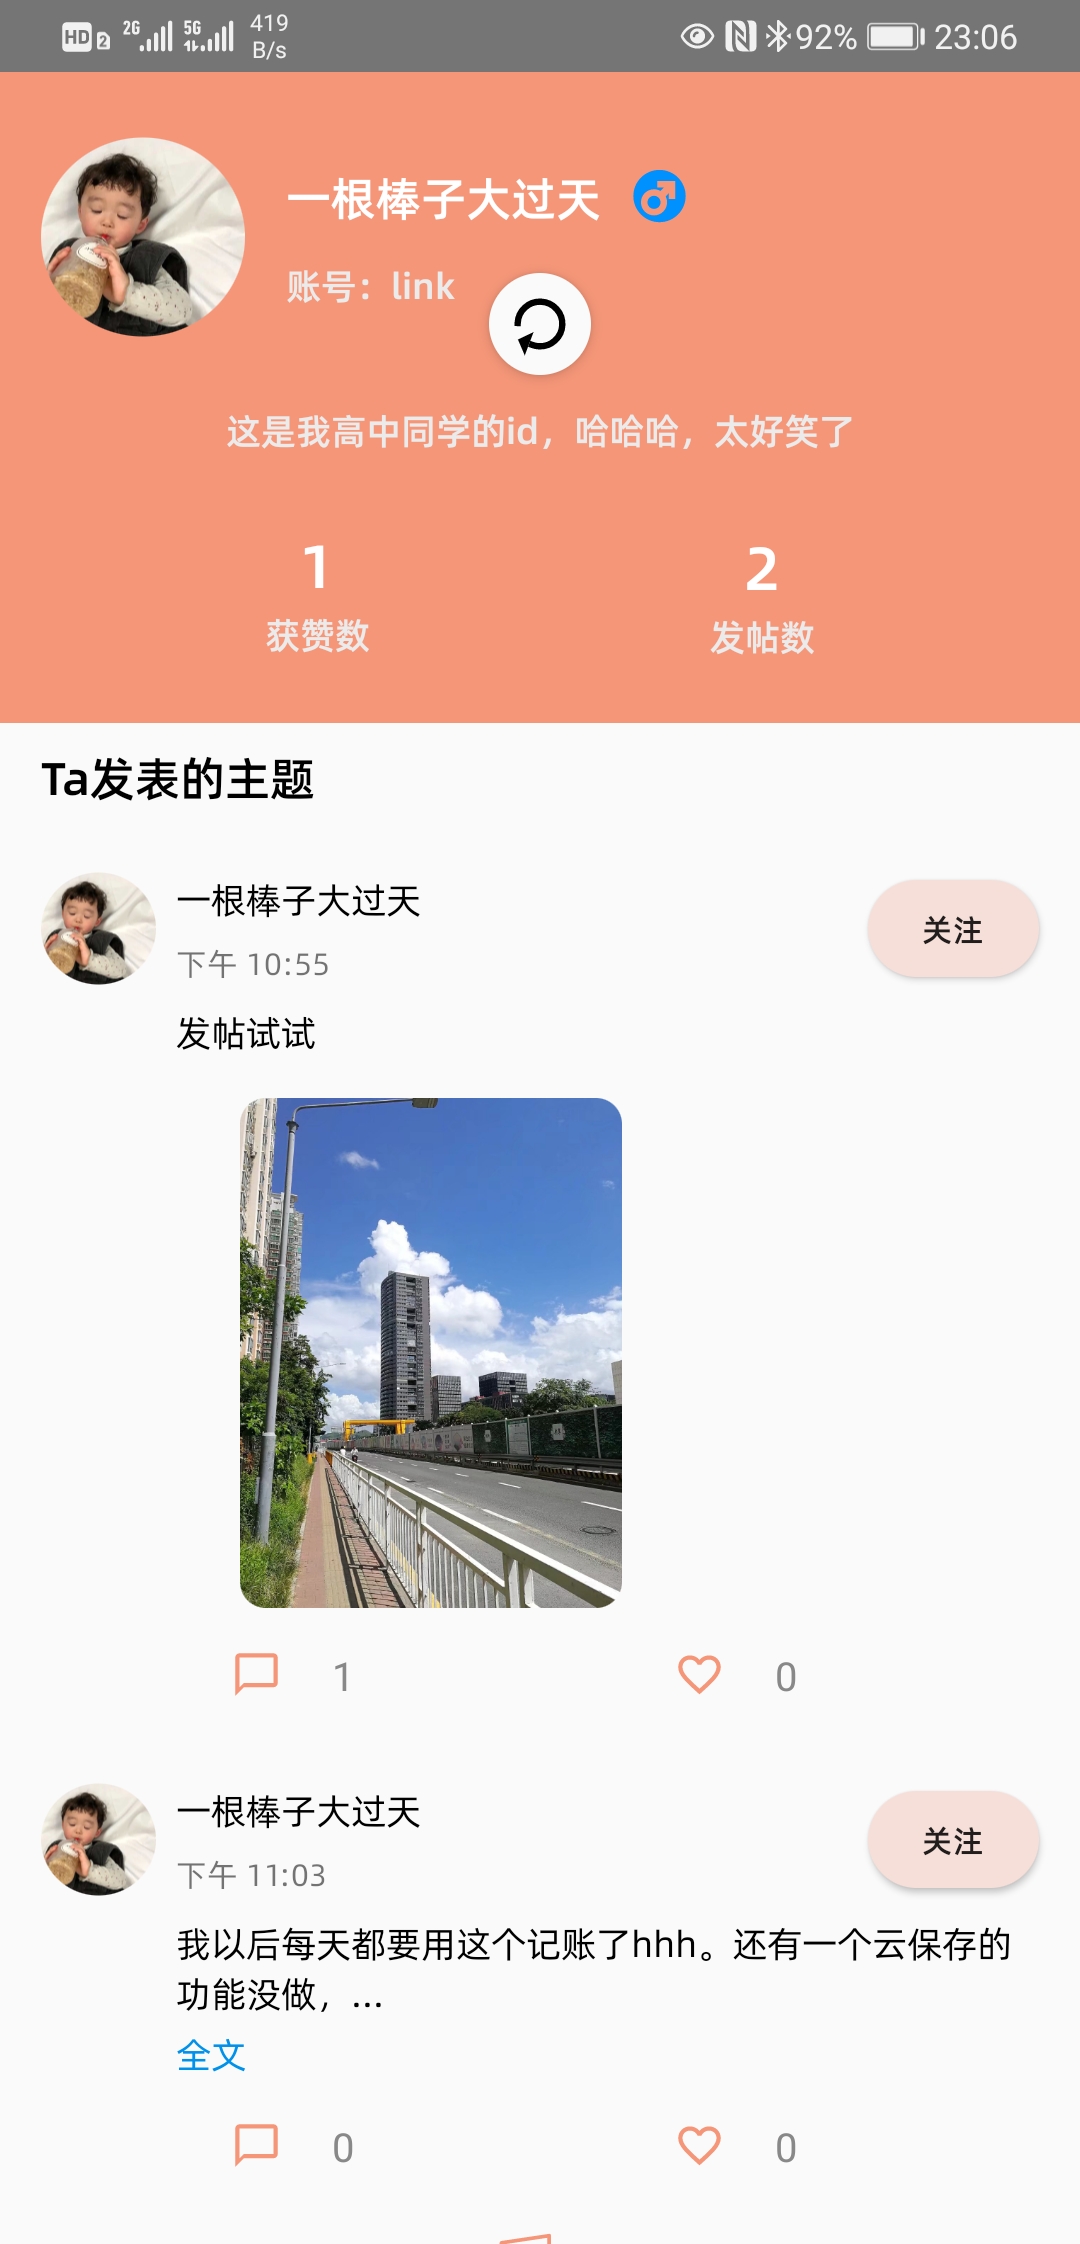 HD 2 2G 5G 419 B/s 92% 23:06
一根棒子大过天
账号：link
这是我高中同学的id，哈哈哈，太好笑了
1 2
获赞数 发帖数
Ta发表的主题
一根棒子大过天
关注
下午 10:55
发帖试试
1 0
一根棒子大过天
关注
下午 11:03
我以后每天都要用这个记账了hhh。还有一个云保存的
功能没做，...
全文
0 0